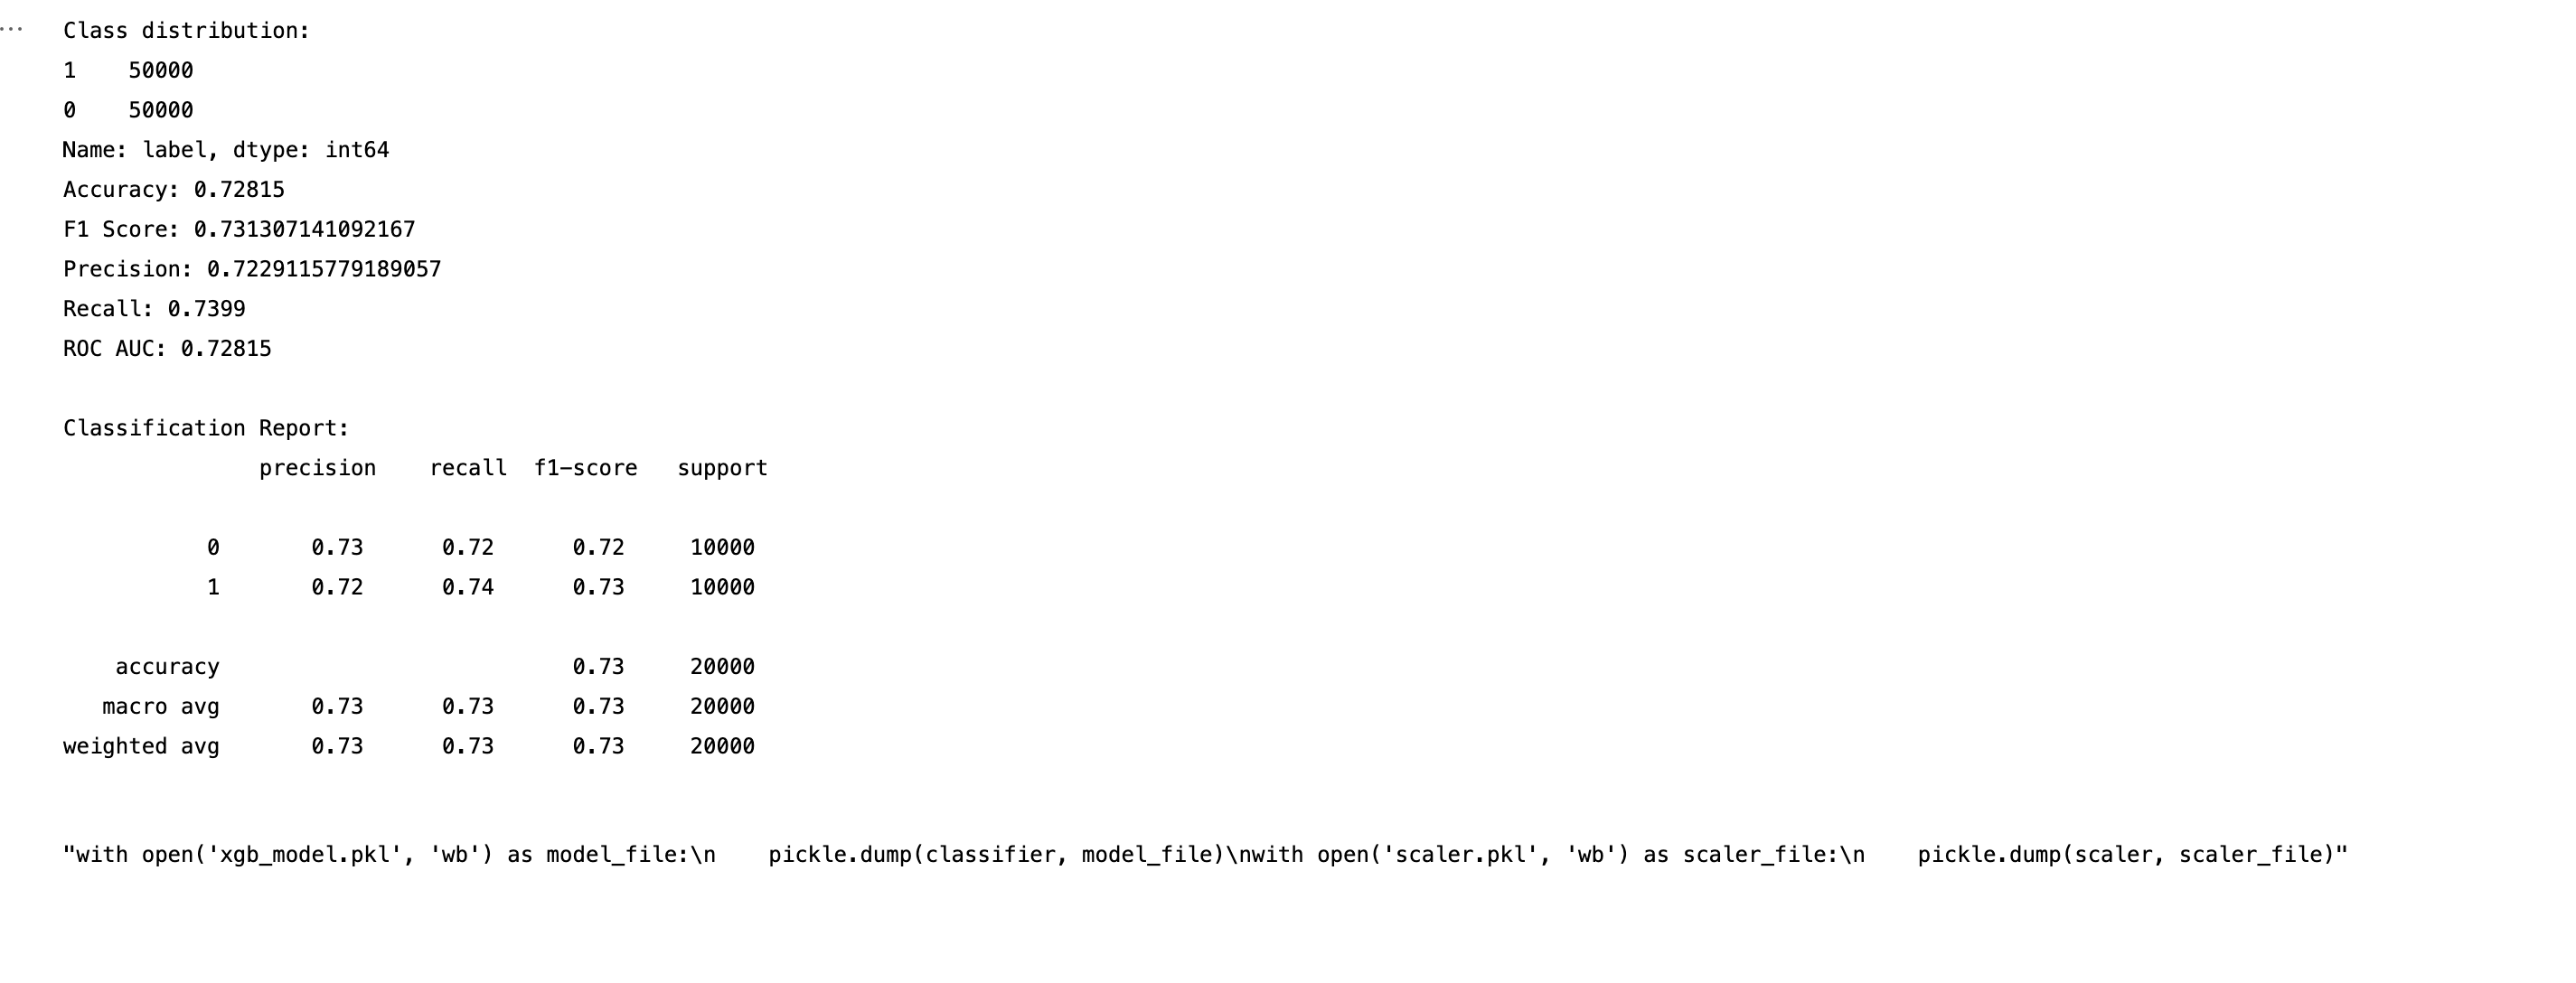 ...
Class distribution:
1    50000
0    50000
Name: label, dtype: int64
Accuracy: 0.72815
F1 Score: 0.731307141092167
Precision: 0.7229115779189057
Recall: 0.7399
ROC AUC: 0.72815
Classification Report:
               precision    recall  f1-score   support
           0       0.73      0.72      0.72     10000
           1       0.72      0.74      0.73     10000
    accuracy                           0.73     20000
   macro avg       0.73      0.73      0.73     20000
weighted avg       0.73      0.73      0.73     20000
"with open('xgb_model.pkl', 'wb') as model_file:\n    pickle.dump(classifier, model_file)\nwith open('scaler.pkl', 'wb') as scaler_file:\n    pickle.dump(scaler, scaler_file)"